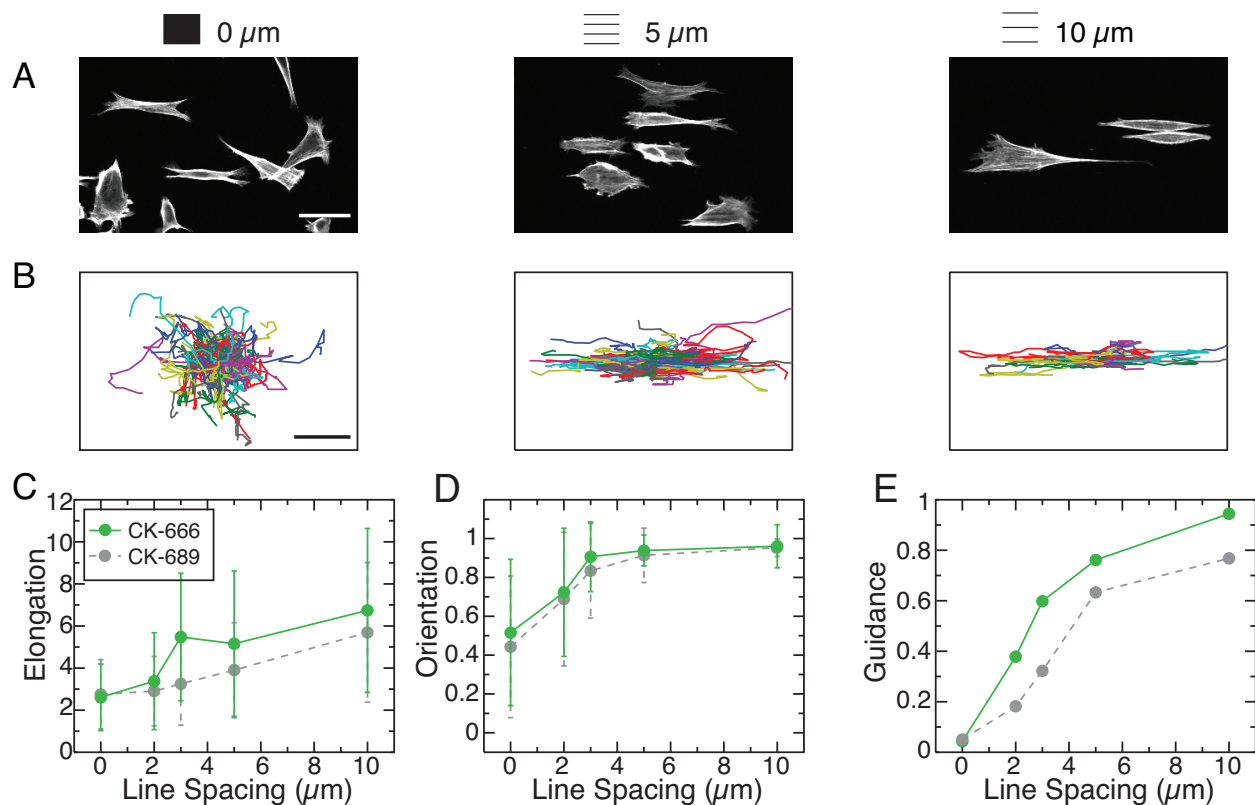 0 µm
5 µm
10 µm
A
B
C
Elongation
12
10
8
6
4
2
0
CK-666
CK-689
0 2 4 6 8 10
Line Spacing (µm)
D
Orientation
1
0.8
0.6
0.4
0.2
0
0 2 4 6 8 10
Line Spacing (µm)
E
Guidance
1
0.8
0.6
0.4
0.2
0
0 2 4 6 8 10
Line Spacing (µm)